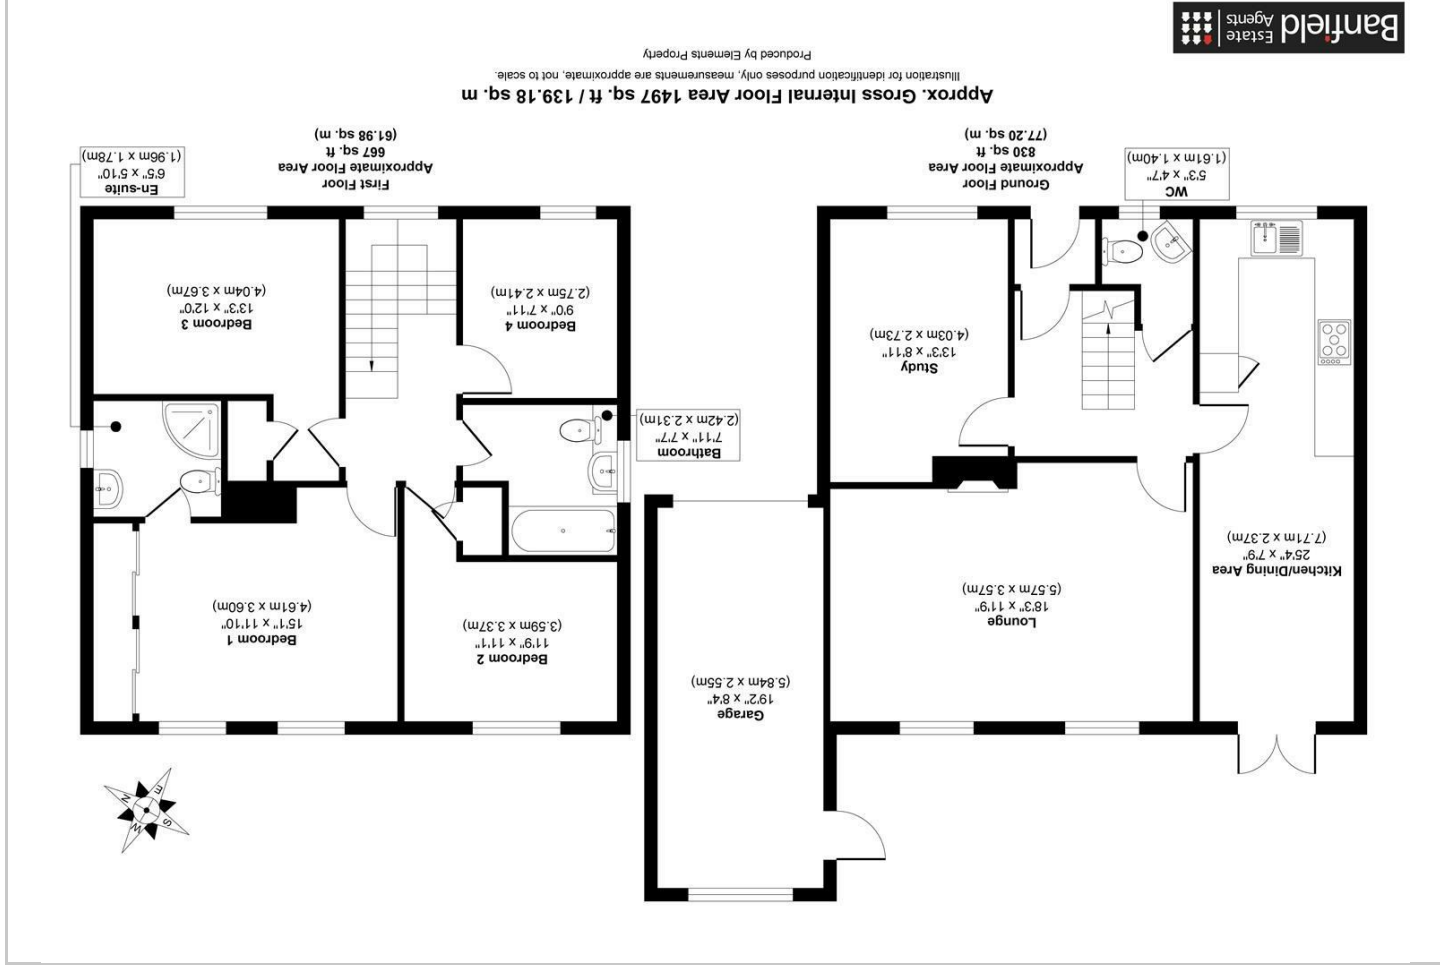 Garage
19'2" x 8'4"
(5.84m x 2.55m)
Kitchen/Dining Area
25'4" x 7'9"
(7.71m x 2.37m)
Lounge
18'3" x 11'9"
(5.57m x 3.57m)
Study
13'3" x 8'11"
(4.03m x 2.73m)
WC
5'3" x 4'7"
(1.61m x 1.40m)
Ground Floor
Approximate Floor Area
830 sq. ft
(77.20 sq. m)
Bedroom 2
11'9" x 11'1"
(3.59m x 3.37m)
Bedroom 1
15'1" x 11'10"
(4.61m x 3.60m)
Bathroom
7'11" x 7'7"
(2.42m x 2.31m)
Bedroom 4
9'0" x 7'11"
(2.75m x 2.41m)
Bedroom 3
13'3" x 12'0"
(4.04m x 3.67m)
En-suite
6'5" x 5'10"
(1.96m x 1.78m)
First Floor
Approximate Floor Area
667 sq. ft
(61.98 sq. m)
N
E
S
W
Approx. Gross Internal Floor Area 1497 sq. ft / 139.18 sq. m
Illustration for identification purposes only, measurements are approximate, not to scale.
Produced by Elements Property
Banfield
Estate
Agents